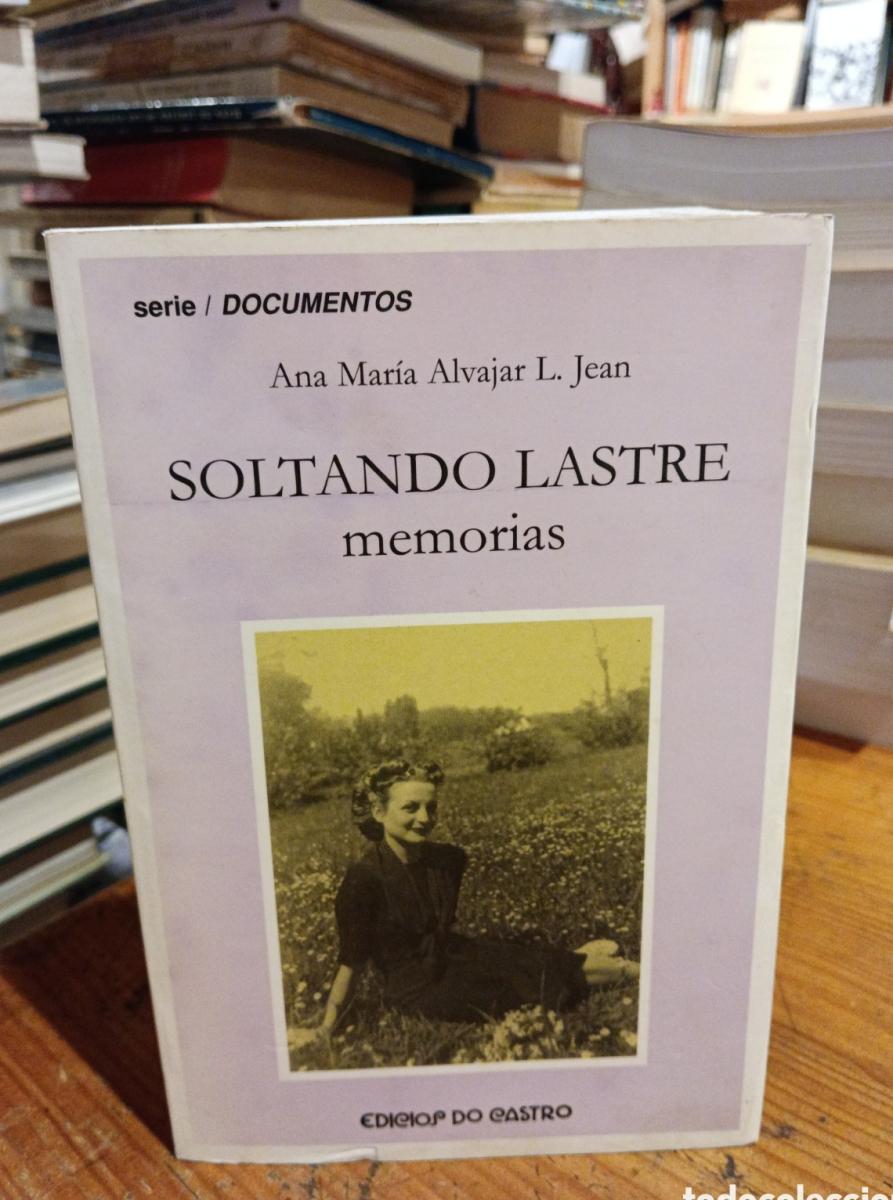 serie / DOCUMENTOS
Ana María Alvajar L. Jean
SOLTANDO LASTRE
memorias
EDICIOS DO CASTRO